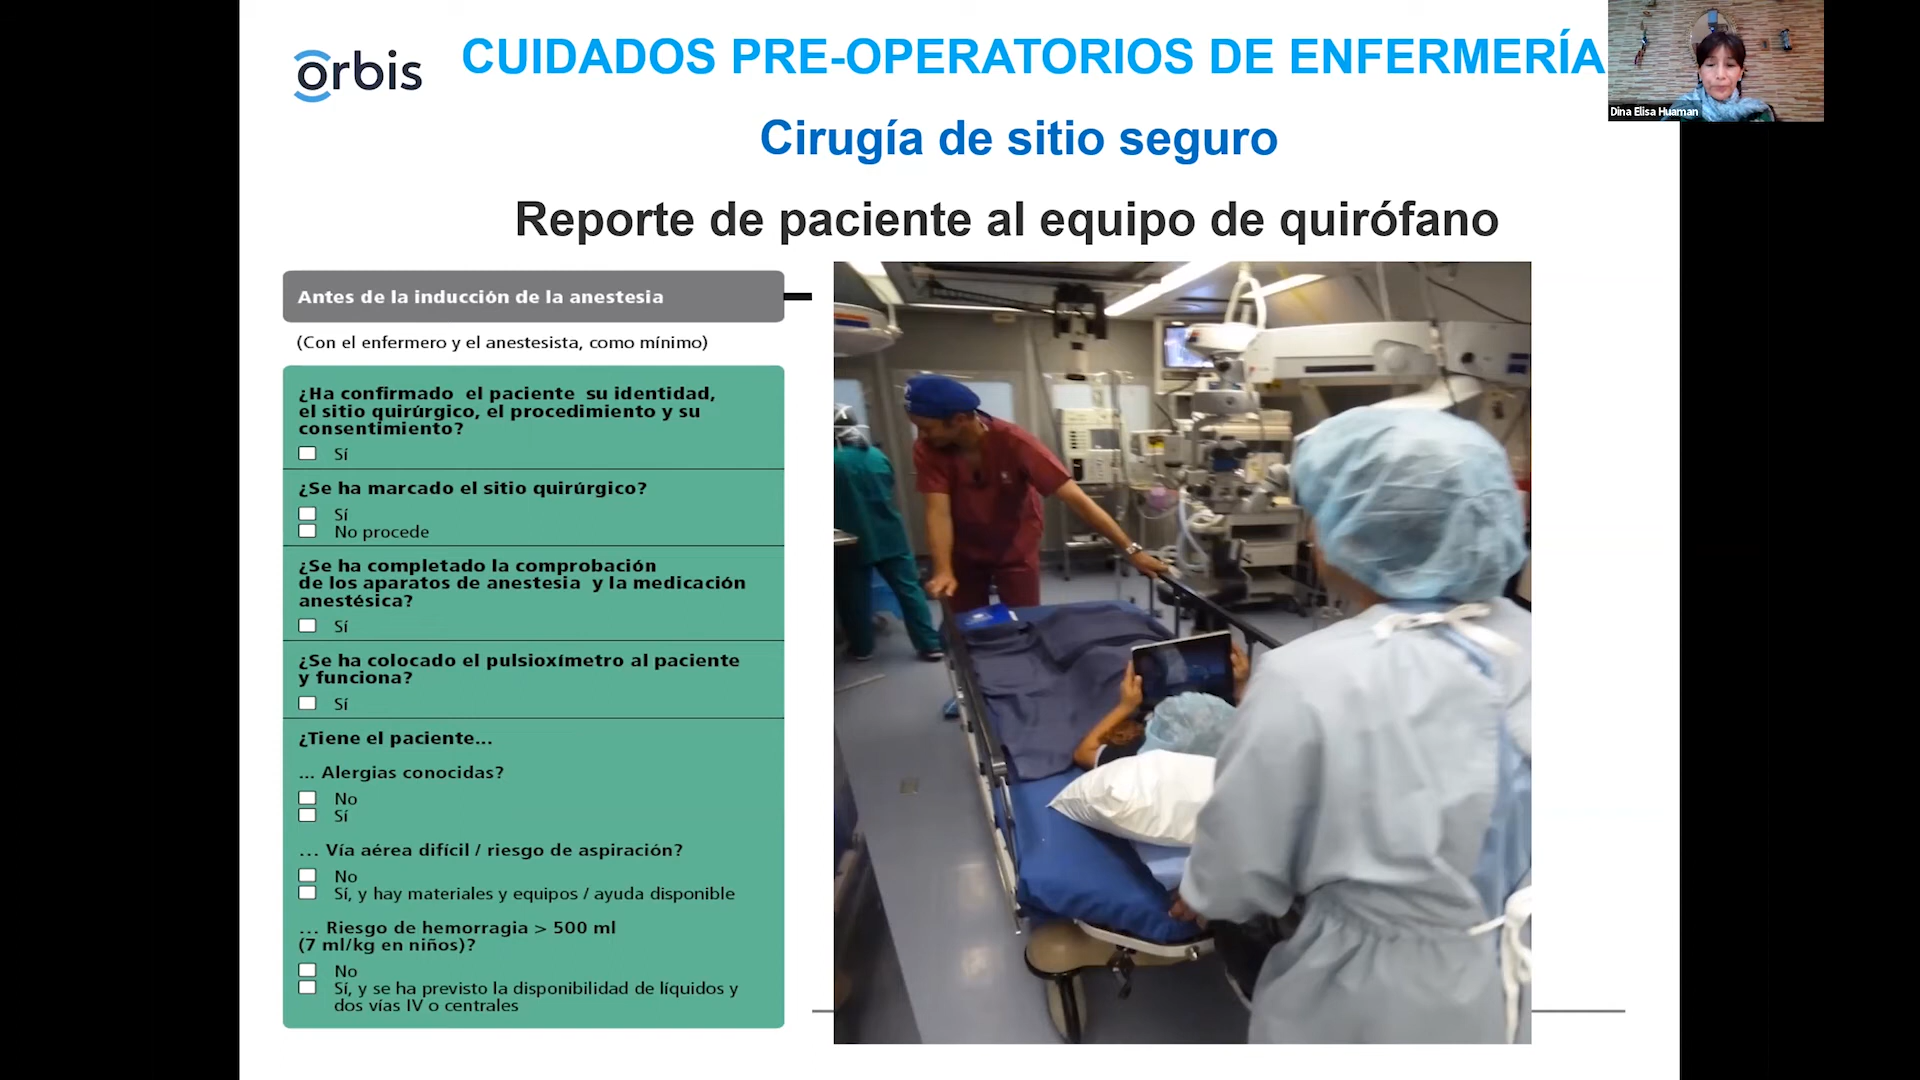 orbis
CUIDADOS PRE-OPERATORIOS DE ENFERMERÍA
Dina Elisa Huaman
Cirugía de sitio seguro
Reporte de paciente al equipo de quirófano
Antes de la inducción de la anestesia
(Con el enfermero y el anestesista, como mínimo)
¿Ha confirmado el paciente su identidad,
el sitio quirúrgico, el procedimiento y su
consentimiento?
Sí
¿Se ha marcado el sitio quirúrgico?
Sí
No procede
¿Se ha completado la comprobación
de los aparatos de anestesia y la medicación
anestésica?
Sí
¿Se ha colocado el pulsioxímetro al paciente
y funciona?
Sí
¿Tiene el paciente...
... Alergias conocidas?
No
Sí
... Vía aérea difícil / riesgo de aspiración?
No
Sí, y hay materiales y equipos / ayuda disponible
... Riesgo de hemorragia > 500 ml
(7 ml/kg en niños)?
No
Sí, y se ha previsto la disponibilidad de líquidos y
dos vías IV o centrales